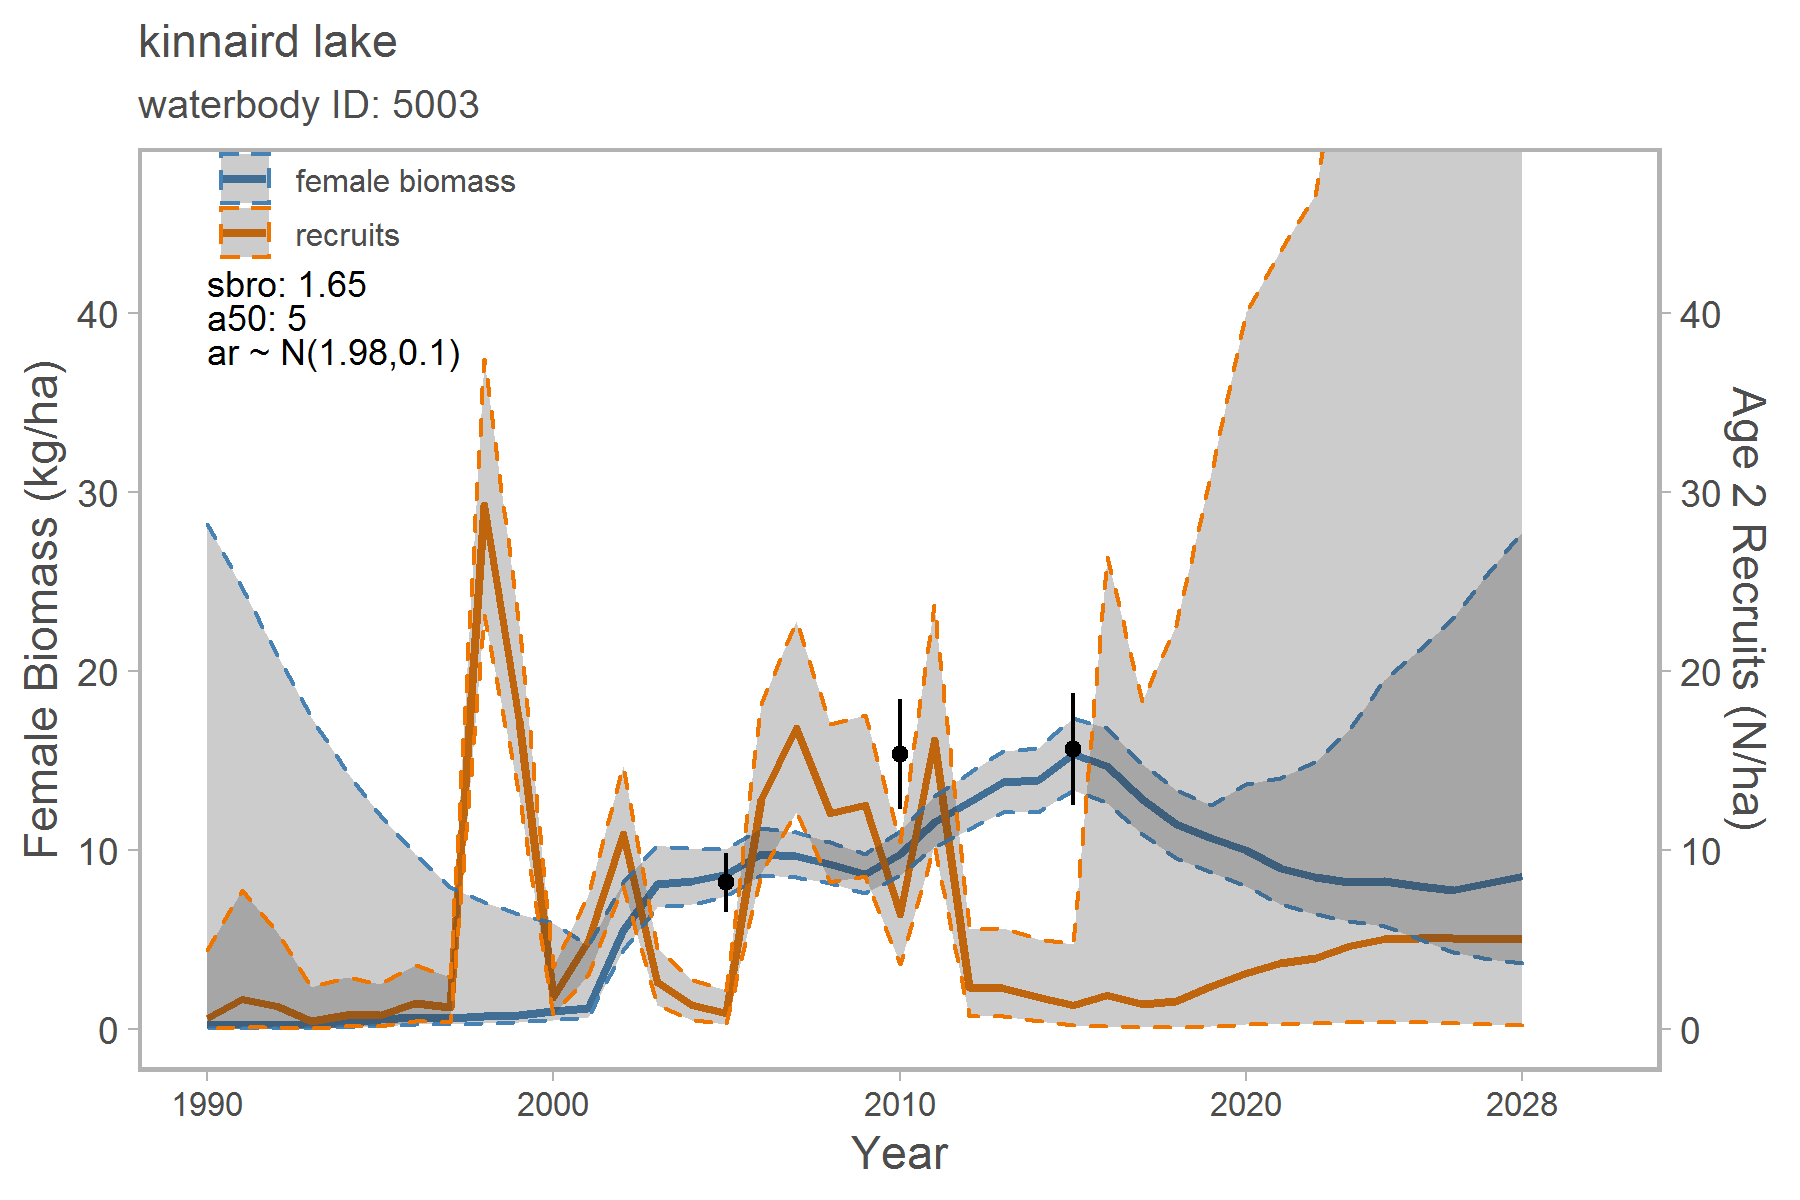 kinnaird lake
waterbody ID: 5003
female biomass
recruits
sbro: 1.65
a50: 5
ar ~ N(1.98,0.1)
Female Biomass (kg/ha)
40
30
20
10
0
40
30
20
10
0
Age 2 Recruits (N/ha)
1990
2000
2010
2020
2028
Year